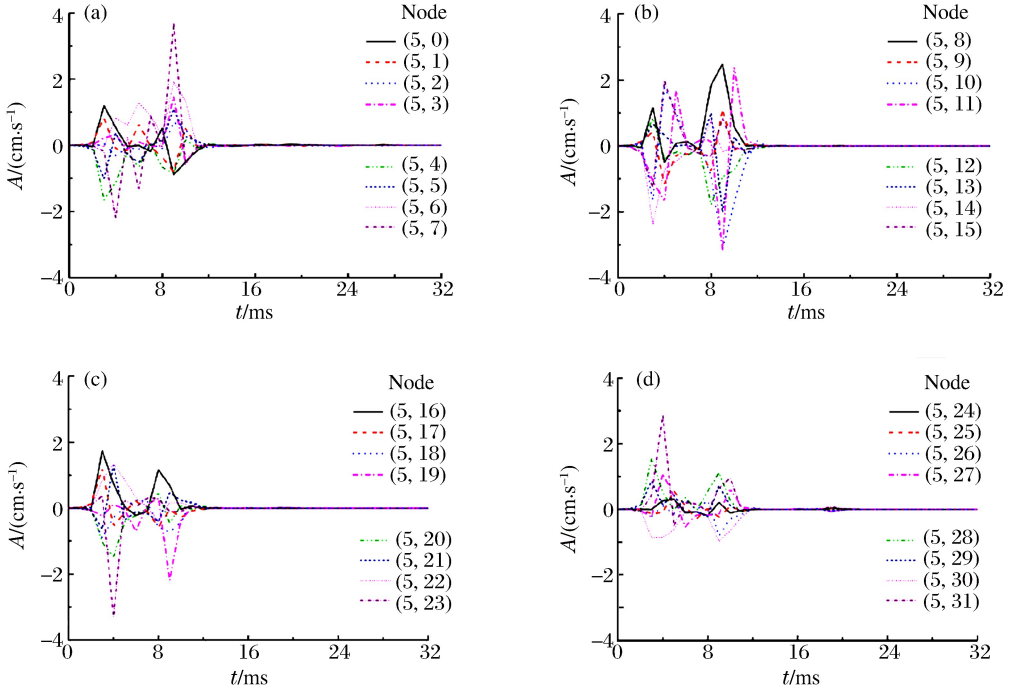 (a)
Node
(5, 0)
(5, 1)
(5, 2)
(5, 3)
(5, 4)
(5, 5)
(5, 6)
(5, 7)
4
2
0
−2
−4
A/(cm·s⁻¹)
0 8 16 24 32
t/ms
(b)
Node
(5, 8)
(5, 9)
(5, 10)
(5, 11)
(5, 12)
(5, 13)
(5, 14)
(5, 15)
4
2
0
−2
−4
A/(cm·s⁻¹)
0 8 16 24 32
t/ms
(c)
Node
(5, 16)
(5, 17)
(5, 18)
(5, 19)
(5, 20)
(5, 21)
(5, 22)
(5, 23)
4
2
0
−2
−4
A/(cm·s⁻¹)
0 8 16 24 32
t/ms
(d)
Node
(5, 24)
(5, 25)
(5, 26)
(5, 27)
(5, 28)
(5, 29)
(5, 30)
(5, 31)
4
2
0
−2
−4
A/(cm·s⁻¹)
0 8 16 24 32
t/ms